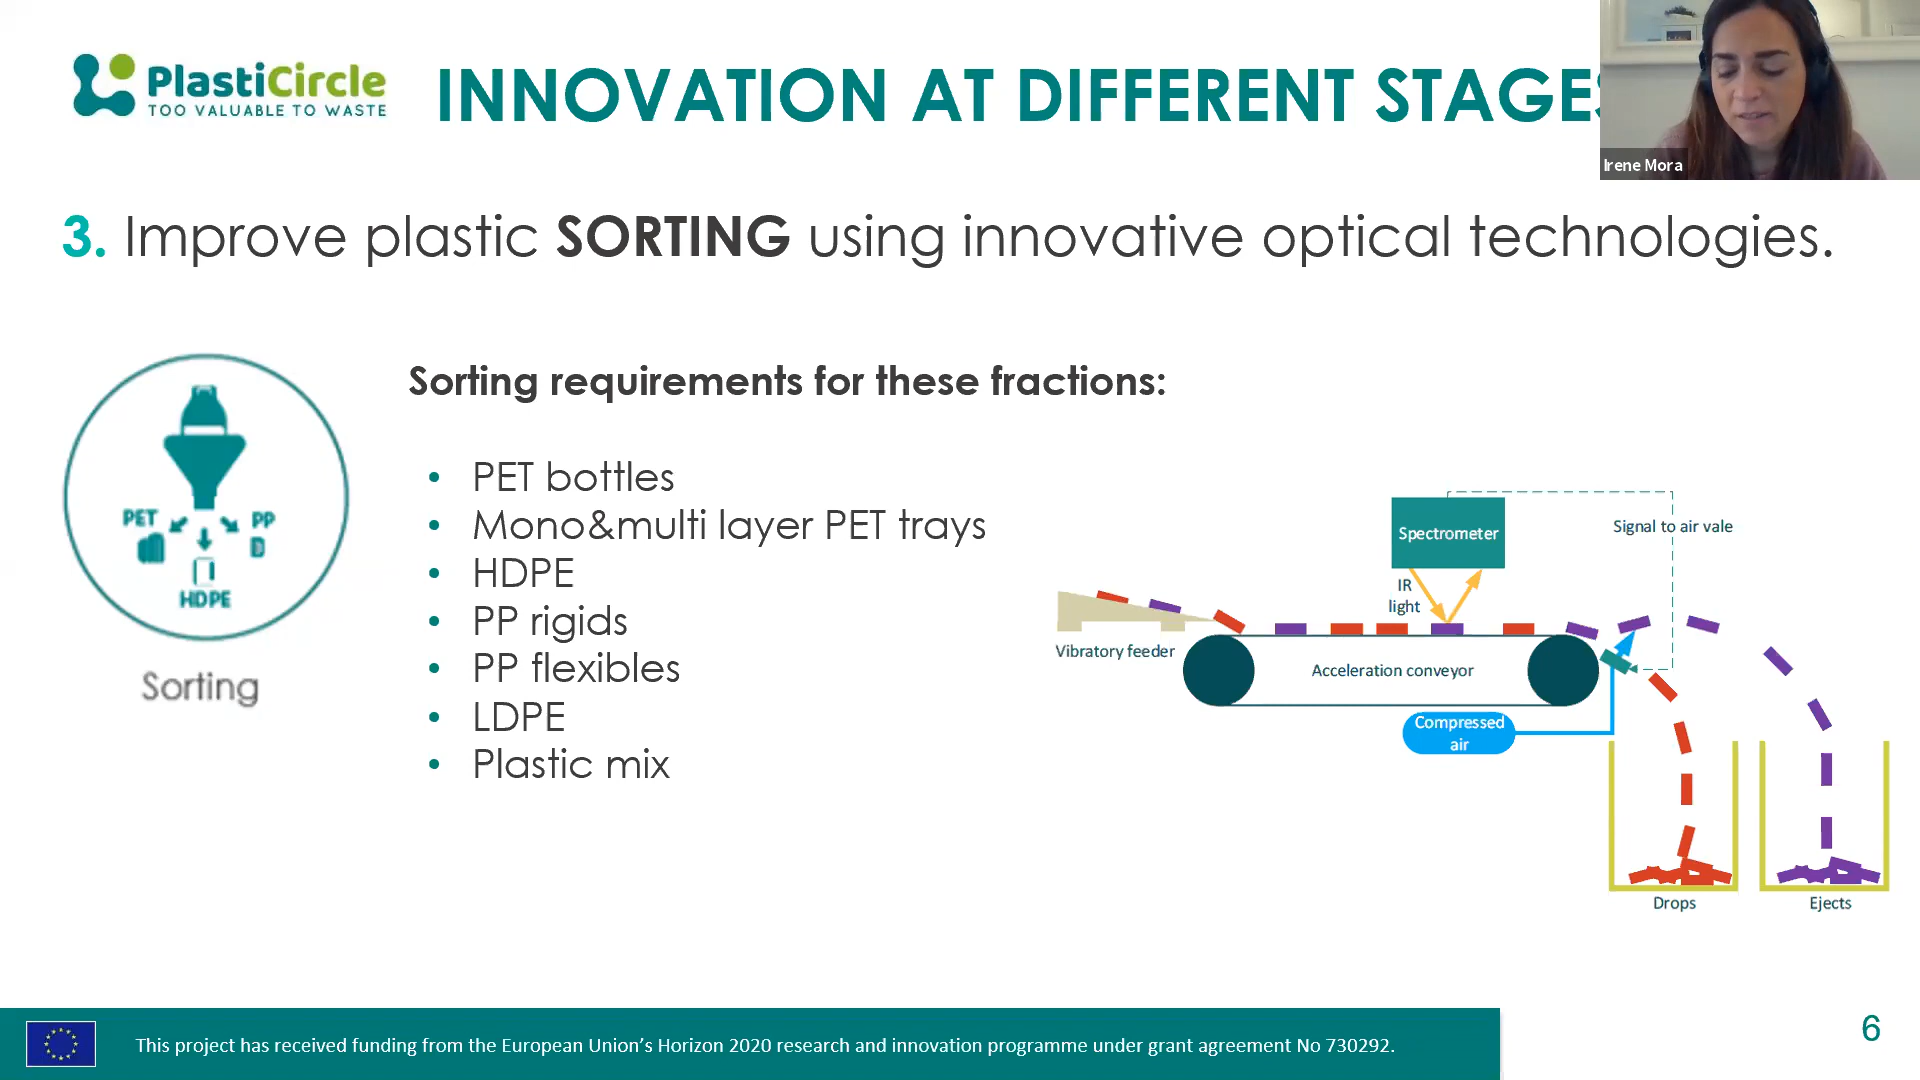 PlastiCircle
TOO VALUABLE TO WASTE
INNOVATION AT DIFFERENT STAGES
Irene Mora
3. Improve plastic SORTING using innovative optical technologies.
PET
PP
HDPE
Sorting
Sorting requirements for these fractions:
• PET bottles
• Mono&multi layer PET trays
• HDPE
• PP rigids
• PP flexibles
• LDPE
• Plastic mix
Spectrometer
Signal to air vale
IR
light
Vibratory feeder
Acceleration conveyor
Compressed
air
Drops
Ejects
This project has received funding from the European Union's Horizon 2020 research and innovation programme under grant agreement No 730292.
6